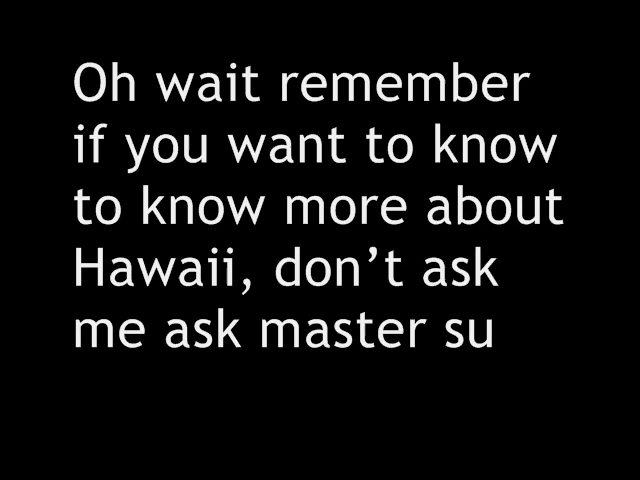 Oh wait remember
if you want to know
to know more about
Hawaii, don’t ask
me ask master su